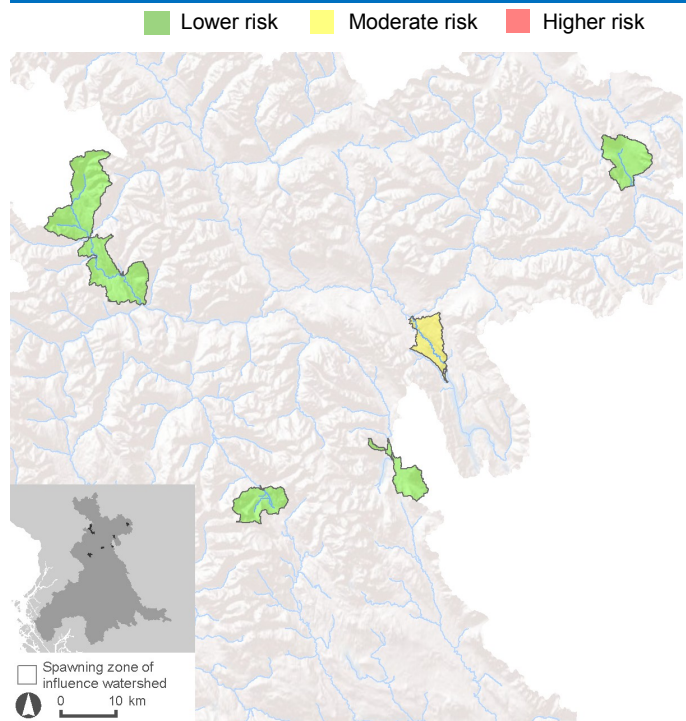 Lower risk Moderate risk Higher risk
Spawning zone of
influence watershed
0 10 km